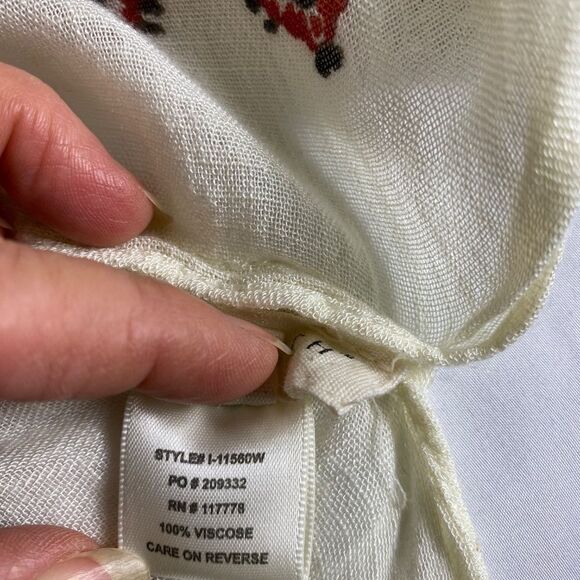 STYLE# I-11560W
PO # 209332
RN # 117778
100% VISCOSE
CARE ON REVERSE